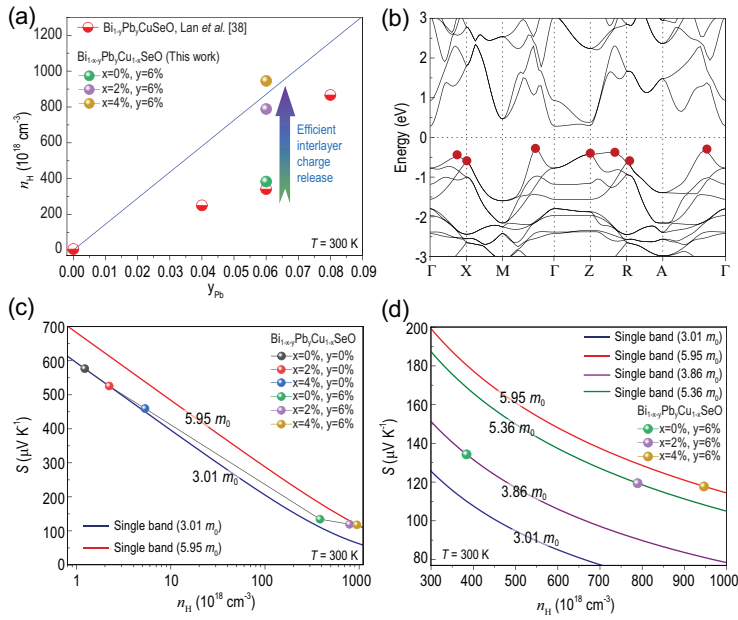 (a)
Bi1-yPbyCuSeO, Lan et al. [38]
Bi1-x-yPbyCu1-xSeO (This work)
x=0%, y=6%
x=2%, y=6%
x=4%, y=6%
Efficient
interlayer
charge
release
T = 300 K
1200
1000
800
600
400
200
0
nH (10^18 cm^-3)
0.00 0.01 0.02 0.03 0.04 0.05 0.06 0.07 0.08 0.09
yPb
(b)
3
2
1
0
-1
-2
-3
Energy (eV)
Γ X M Γ Z R A Γ
(c)
Bi1-x-yPbyCu1-xSeO
x=0%, y=0%
x=2%, y=0%
x=4%, y=0%
x=0%, y=6%
x=2%, y=6%
x=4%, y=6%
5.95 m0
3.01 m0
Single band (3.01 m0)
Single band (5.95 m0)
T = 300 K
700
600
500
400
300
200
100
0
S (μV K^-1)
1 10 100 1000
nH (10^18 cm^-3)
(d)
Single band (3.01 m0)
Single band (5.95 m0)
Single band (3.86 m0)
Single band (5.36 m0)
Bi1-x-yPbyCu1-xSeO
x=0%, y=6%
x=2%, y=6%
x=4%, y=6%
5.95 m0
5.36 m0
3.86 m0
3.01 m0
T = 300 K
200
180
160
140
120
100
80
S (μV K^-1)
300 400 500 600 700 800 900 1000
nH (10^18 cm^-3)